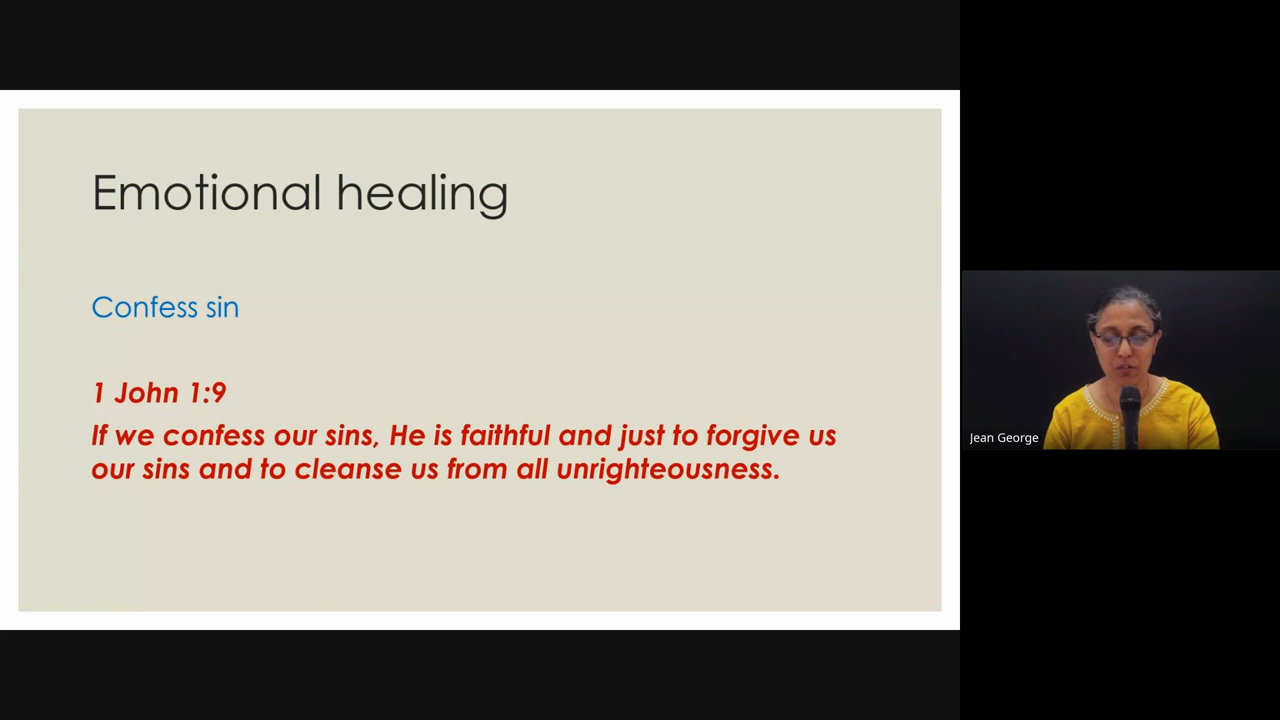 Emotional healing
Confess sin
1 John 1:9
If we confess our sins, He is faithful and just to forgive us
our sins and to cleanse us from all unrighteousness.
Jean George